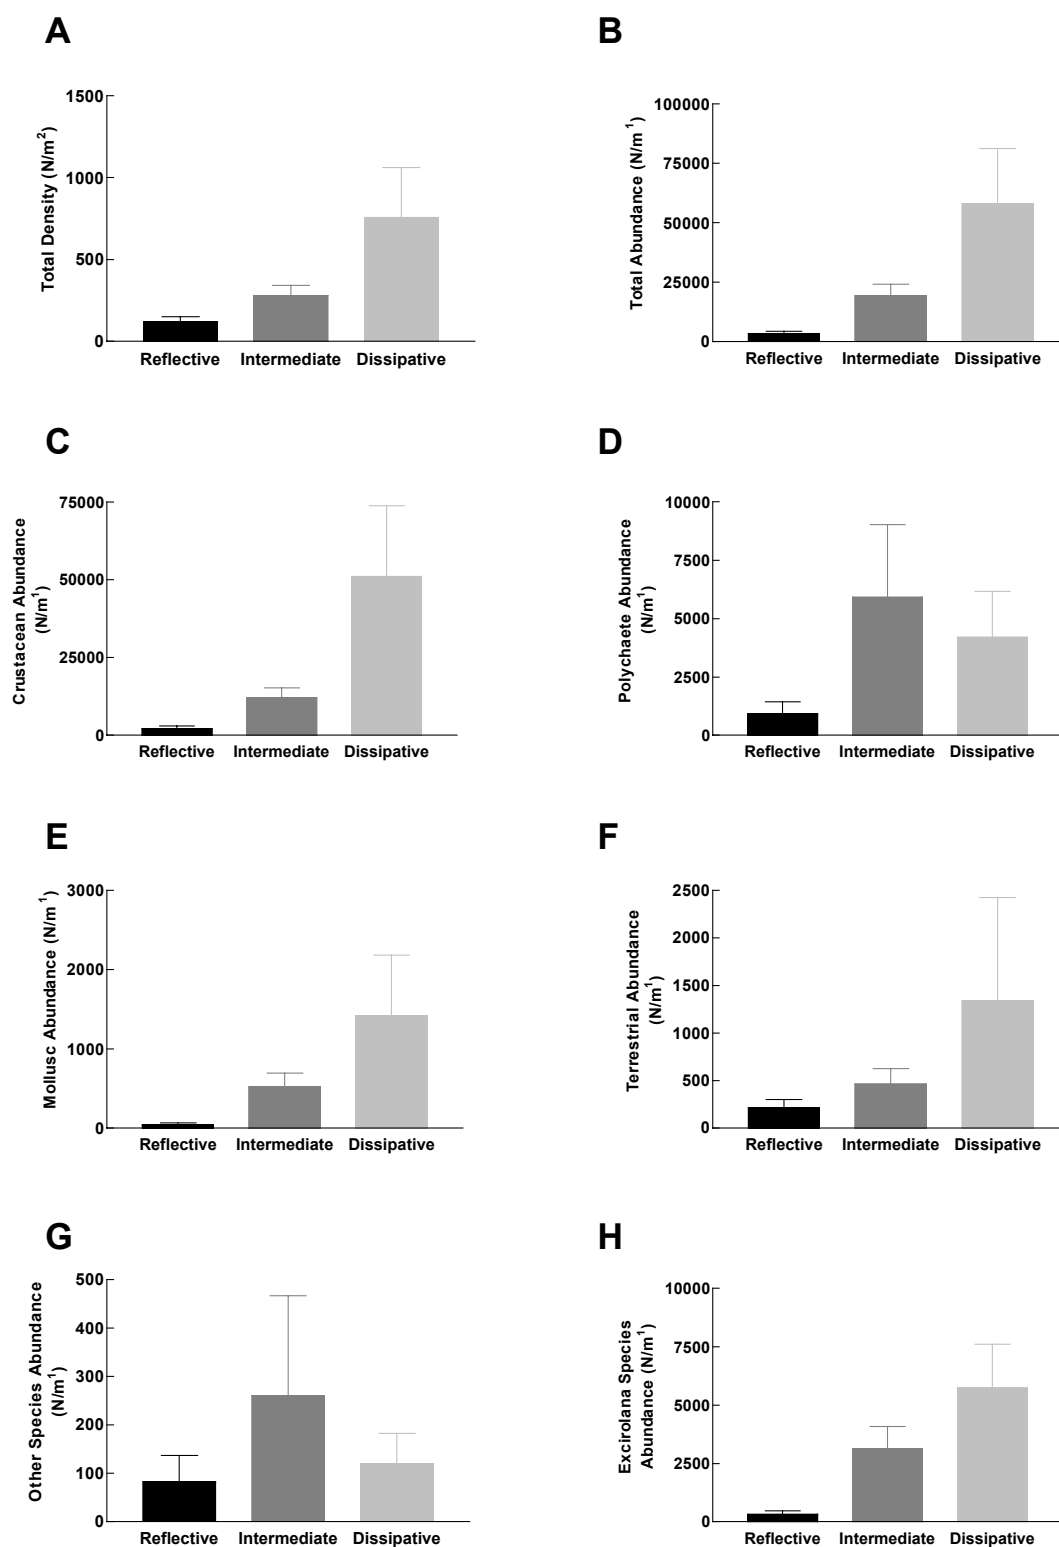 A
Total Density (N/m²)
1500
1000
500
0
Reflective Intermediate Dissipative
B
Total Abundance (N/m¹)
100000
75000
50000
25000
0
Reflective Intermediate Dissipative
C
Crustacean Abundance
(N/m¹)
75000
50000
25000
0
Reflective Intermediate Dissipative
D
Polychaete Abundance
(N/m¹)
10000
7500
5000
2500
0
Reflective Intermediate Dissipative
E
Mollusc Abundance (N/m¹)
3000
2000
1000
0
Reflective Intermediate Dissipative
F
Terrestrial Abundance
(N/m¹)
2500
2000
1500
1000
500
0
Reflective Intermediate Dissipative
G
Other Species Abundance
(N/m¹)
500
400
300
200
100
0
Reflective Intermediate Dissipative
H
Excirolana Species
Abundance (N/m¹)
10000
7500
5000
2500
0
Reflective Intermediate Dissipative